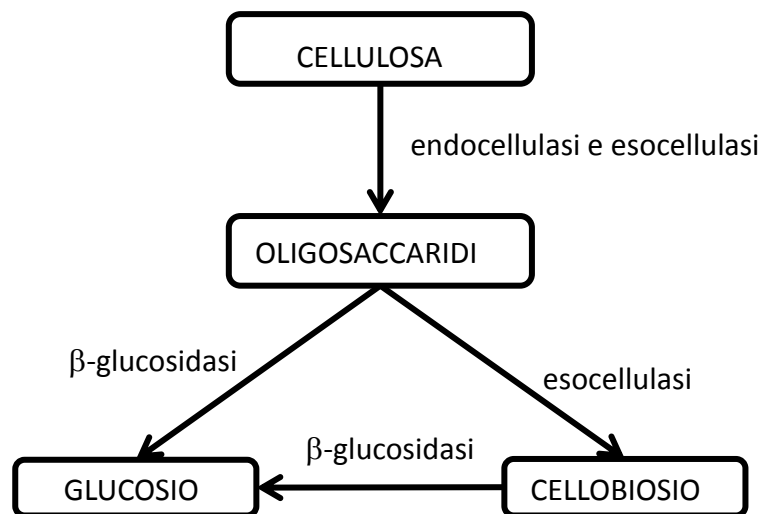 CELLULOSA
endocellulasi e esocellulasi
OLIGOSACCARIDI
β-glucosidasi
esocellulasi
β-glucosidasi
GLUCOSIO
CELLOBIOSIO